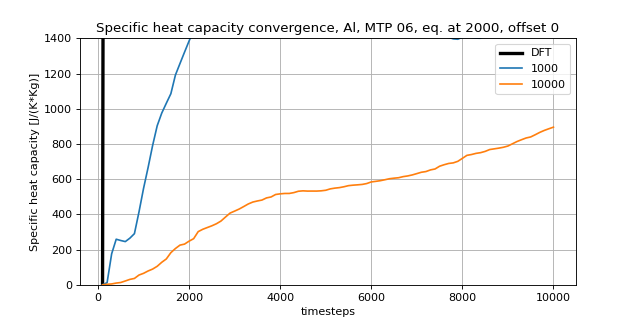 Specific heat capacity convergence, Al, MTP 06, eq. at 2000, offset 0
Specific heat capacity [J/(K*Kg)]
1400
1200
1000
800
600
400
200
0
DFT
1000
10000
0 2000 4000 6000 8000 10000
timesteps